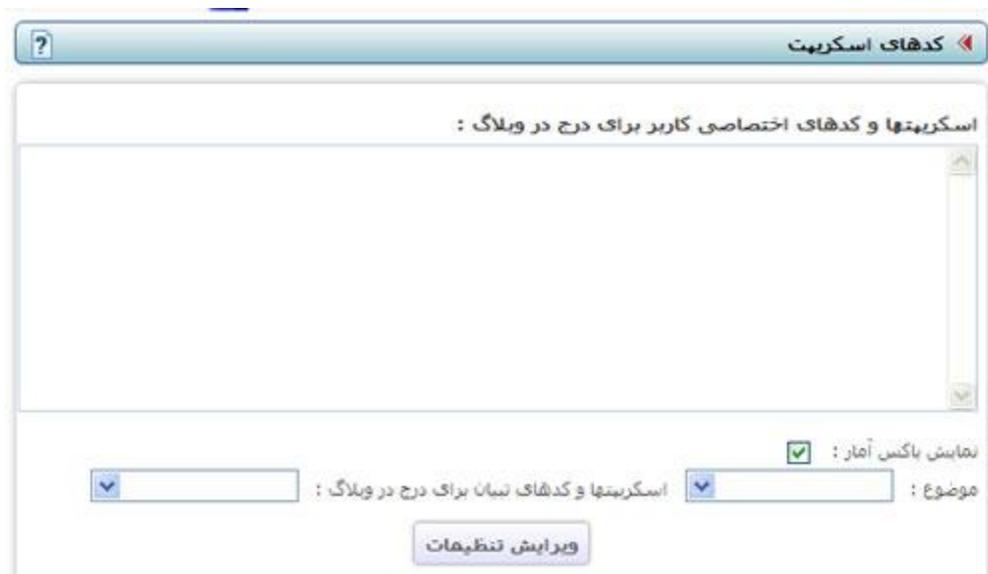 کدهای اسکریپت
اسکریپتها و کدهای اختصاصی کاربر برای درج در وبلاگ :
نمایش باکس آمار :
موضوع : اسکریپتها و کدهای تبیان برای درج در وبلاگ :
ویرایش تنظیمات